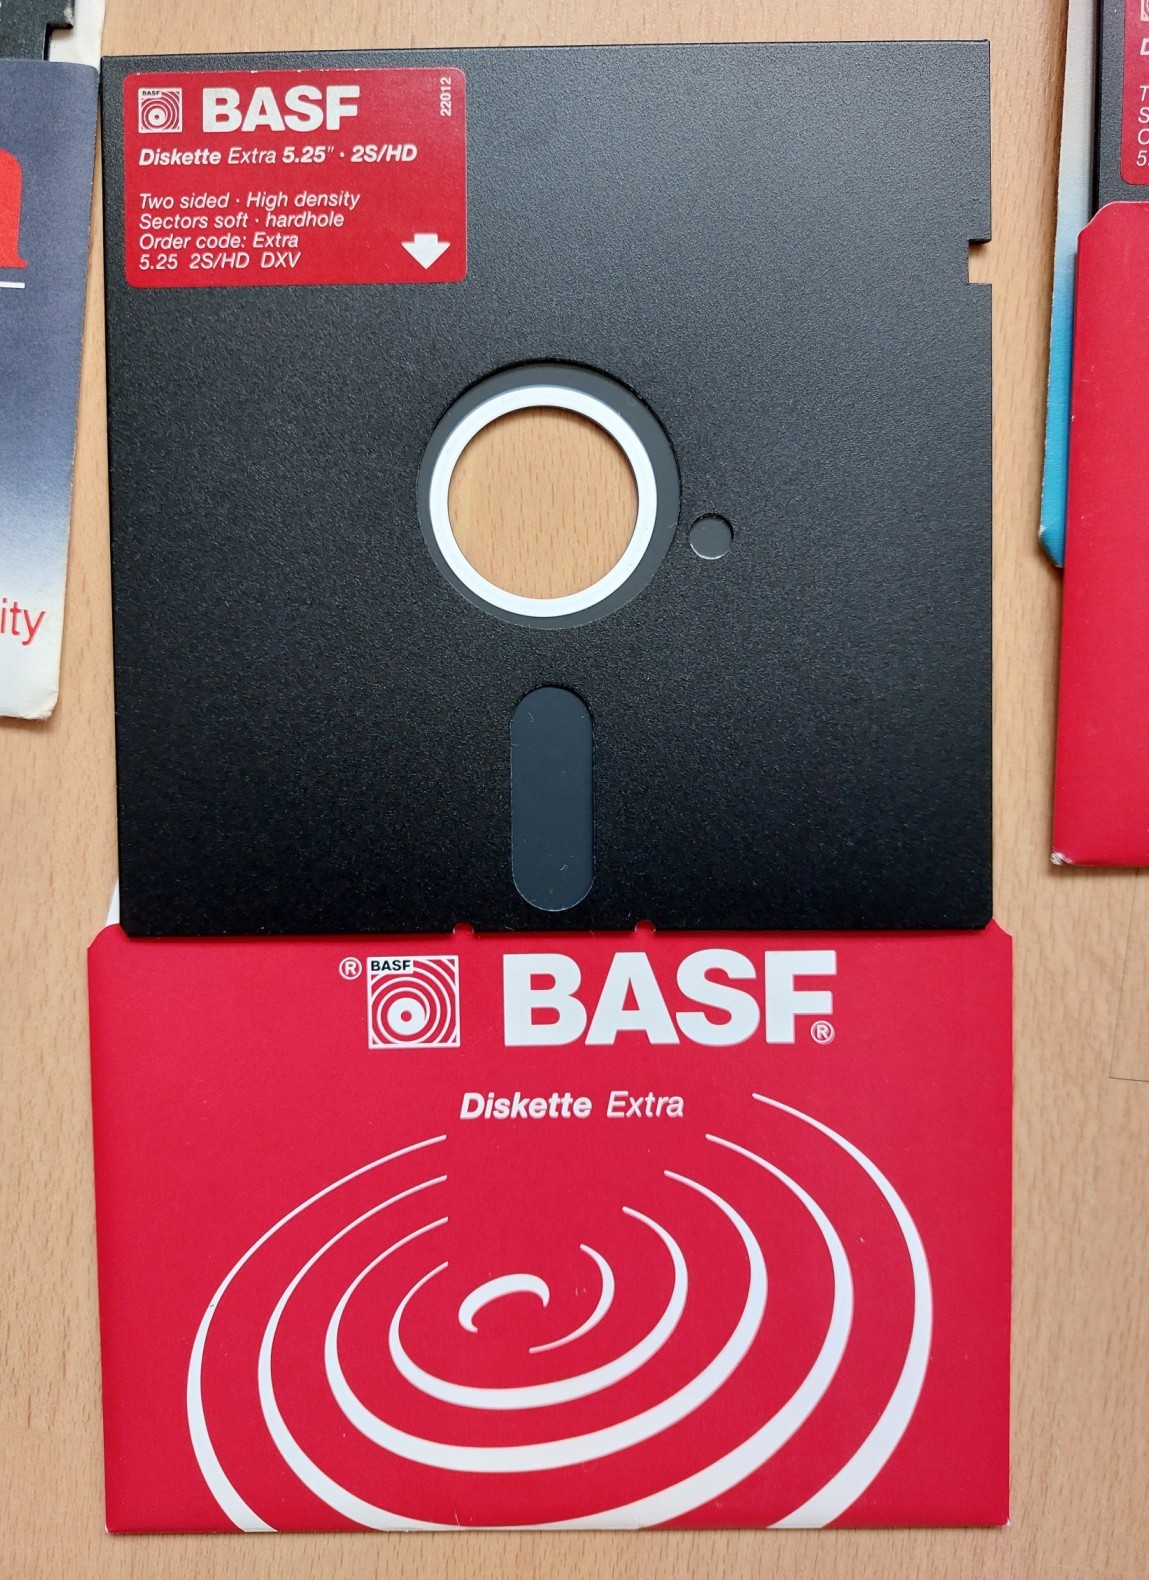 BASF
BASF
22012
Diskette Extra 5.25" · 2S/HD
Two sided · High density
Sectors soft · hardhole
Order code: Extra
5.25 2S/HD DXV
ity
® BASF
BASF®
Diskette Extra